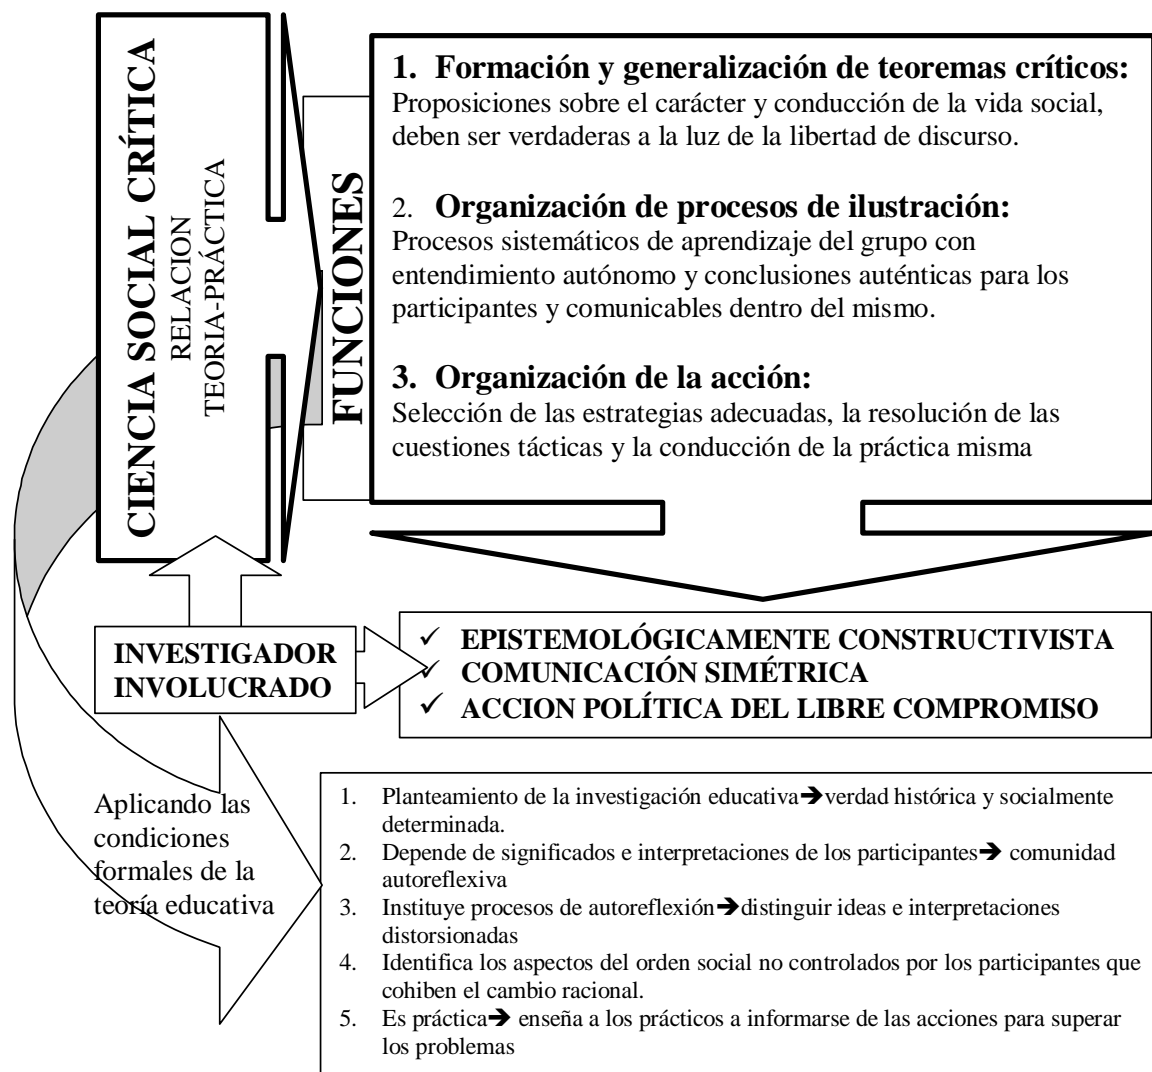 CIENCIA SOCIAL CRÍTICA
RELACION
TEORIA-PRÁCTICA
FUNCIONES
1. Formación y generalización de teoremas críticos:
Proposiciones sobre el carácter y conducción de la vida social,
deben ser verdaderas a la luz de la libertad de discurso.
2. Organización de procesos de ilustración:
Procesos sistemáticos de aprendizaje del grupo con
entendimiento autónomo y conclusiones auténticas para los
participantes y comunicables dentro del mismo.
3. Organización de la acción:
Selección de las estrategias adecuadas, la resolución de las
cuestiones tácticas y la conducción de la práctica misma
INVESTIGADOR
INVOLUCRADO
✓ EPISTEMOLÓGICAMENTE CONSTRUCTIVISTA
✓ COMUNICACIÓN SIMÉTRICA
✓ ACCION POLÍTICA DEL LIBRE COMPROMISO
Aplicando las
condiciones
formales de la
teoría educativa
1. Planteamiento de la investigación educativa➔verdad histórica y socialmente
determinada.
2. Depende de significados e interpretaciones de los participantes➔ comunidad
autoreflexiva
3. Instituye procesos de autoreflexión➔distinguir ideas e interpretaciones
distorsionadas
4. Identifica los aspectos del orden social no controlados por los participantes que
cohiben el cambio racional.
5. Es práctica➔ enseña a los prácticos a informarse de las acciones para superar
los problemas